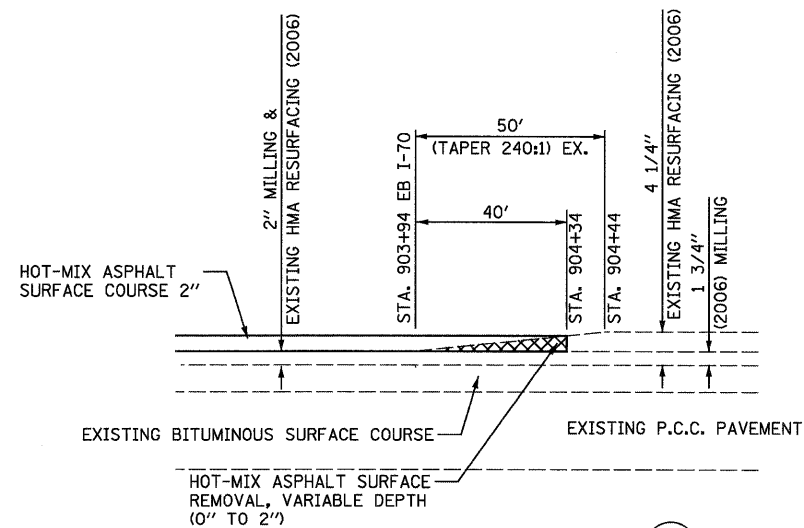 2" MILLING &
EXISTING HMA RESURFACING (2006)
STA. 903+94 EB I-70
50'
(TAPER 240:1) EX.
40'
STA. 904+34
STA. 904+44
4 1/4"
EXISTING HMA RESURFACING (2006)
1 3/4"
(2006) MILLING
HOT-MIX ASPHALT
SURFACE COURSE 2"
EXISTING BITUMINOUS SURFACE COURSE
EXISTING P.C.C. PAVEMENT
HOT-MIX ASPHALT SURFACE
REMOVAL, VARIABLE DEPTH
(0" TO 2")